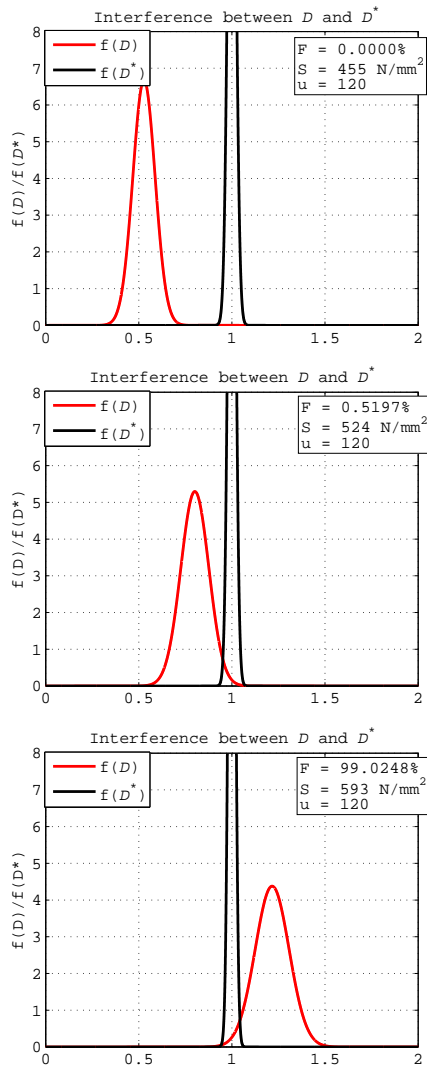 Interference between D and D*
f(D)
f(D*)
F = 0.0000%
S = 455 N/mm²
u = 120
f(D)/f(D*)
8
7
6
5
4
3
2
1
0
0 0.5 1 1.5 2
Interference between D and D*
f(D)
f(D*)
F = 0.5197%
S = 524 N/mm²
u = 120
f(D)/f(D*)
8
7
6
5
4
3
2
1
0
0 0.5 1 1.5 2
Interference between D and D*
f(D)
f(D*)
F = 99.0248%
S = 593 N/mm²
u = 120
f(D)/f(D*)
8
7
6
5
4
3
2
1
0
0 0.5 1 1.5 2